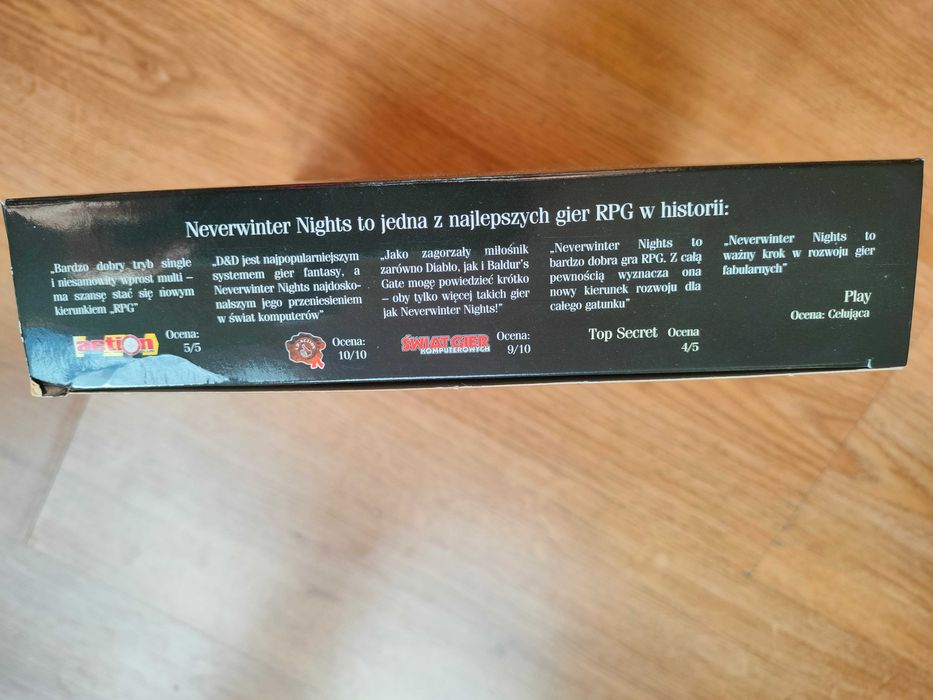 Neverwinter Nights to jedna z najlepszych gier RPG w historii:
„Bardzo dobry tryb single
i niesamowity wprost multi –
ma szansę stać się nowym
kierunkiem „RPG”
action
Ocena:
5/5
„D&D jest najpopularniejszym
systemem gier fantasy, a
Neverwinter Nights najdosko-
nalszym jego przeniesieniem
w świat komputerów”
Ocena:
10/10
„Jako zagorzały miłośnik
zarówno Diablo, jak i Baldur's
Gate mogę powiedzieć krótko
– oby tylko więcej takich gier
jak Neverwinter Nights!”
ŚWIAT GIER
KOMPUTEROWYCH
Ocena:
9/10
„Neverwinter Nights to
bardzo dobra gra RPG. Z całą
pewnością wyznacza ona
nowy kierunek rozwoju dla
całego gatunku”
Top Secret Ocena
4/5
„Neverwinter Nights to
ważny krok w rozwoju gier
fabularnych”
Play
Ocena: Celująca